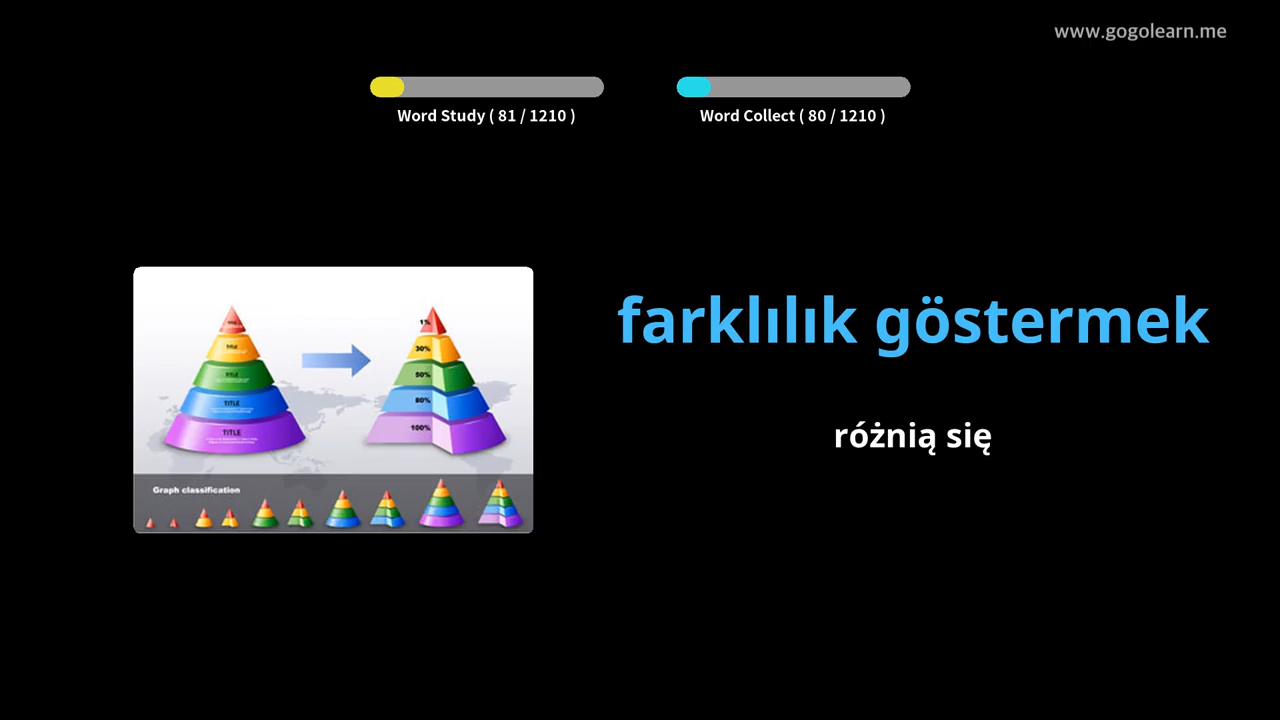 www.gogolearn.me
Word Study ( 81 / 1210 )
Word Collect ( 80 / 1210 )
farklılık göstermek
różnią się
Title
TITLE
TITLE
TITLE
1%
30%
50%
80%
100%
Graph classification